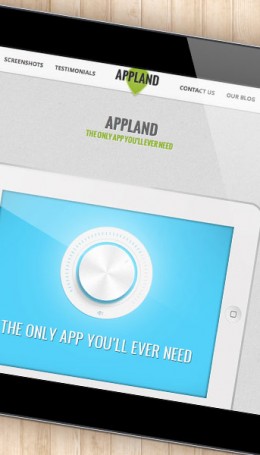 SCREENSHOTS TESTIMONIALS APPLAND CONTACT US OUR BLOG
APPLAND
THE ONLY APP YOU'LL EVER NEED
THE ONLY APP YOU'LL EVER NEED